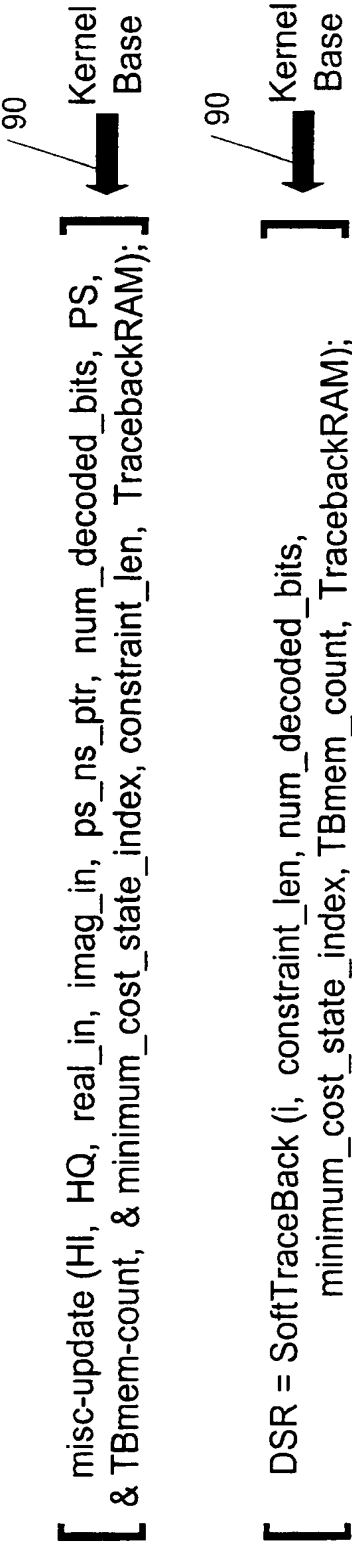 90
misc-update (HI, HQ, real_in, imag_in, ps_ns_ptr, num_decoded_bits, PS,
& TBmem-count, & minimum_cost_state_index, constraint_len, TracebackRAM);
Kernel
Base
90
DSR = SoftTraceBack (i, constraint_len, num_decoded_bits,
minimum_cost_state_index, TBmem_count, TracebackRAM);
Kernel
Base